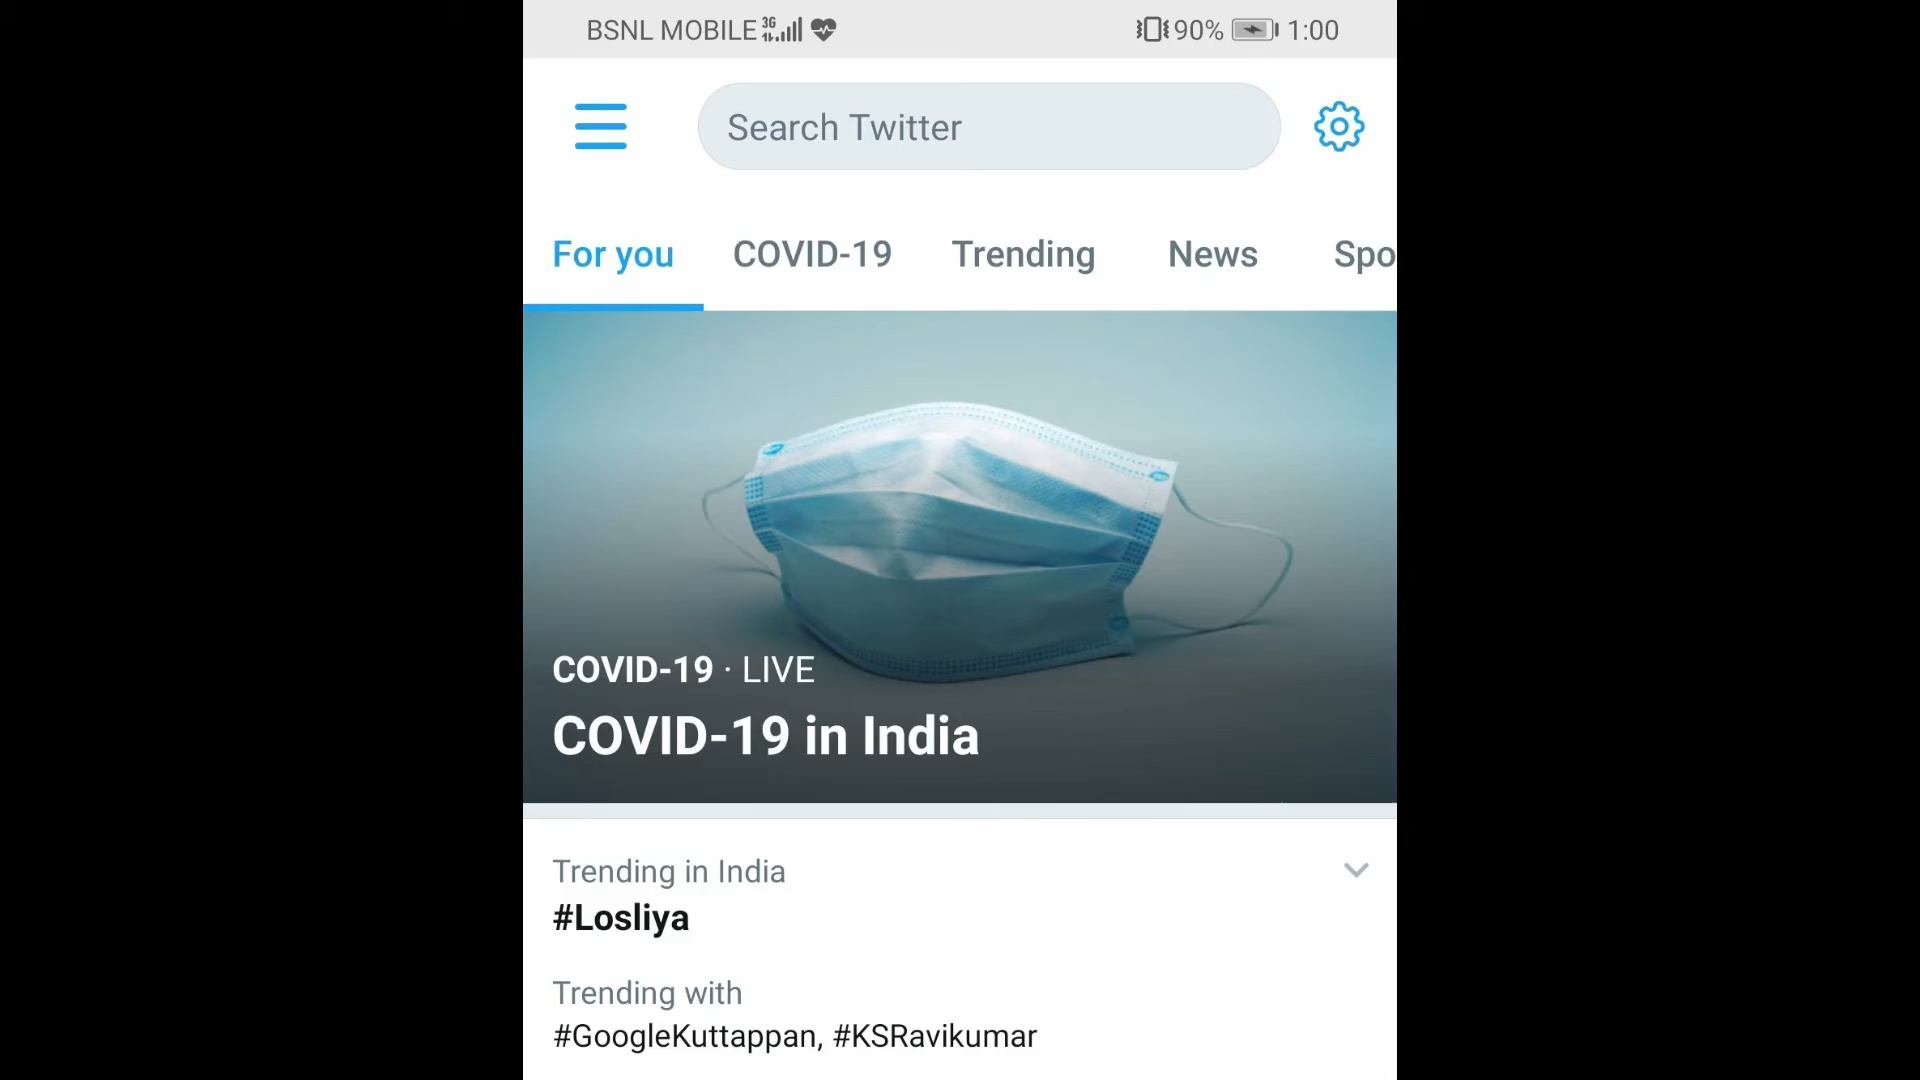 BSNL MOBILE 3G 90% 1:00
Search Twitter
For you COVID-19 Trending News Spo
COVID-19 · LIVE
COVID-19 in India
Trending in India
#Losliya
Trending with
#GoogleKuttappan, #KSRavikumar